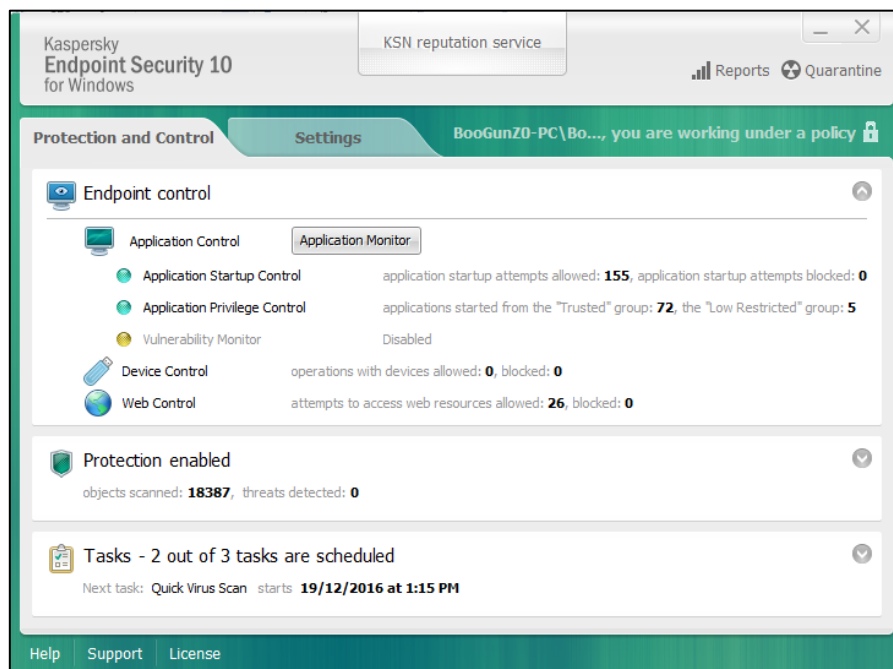 KSN reputation service
Kaspersky
Endpoint Security 10
for Windows
Reports Quarantine
Protection and Control Settings BooGunZ0-PC\Bo..., you are working under a policy
Endpoint control
Application Control Application Monitor
Application Startup Control application startup attempts allowed: 155, application startup attempts blocked: 0
Application Privilege Control applications started from the "Trusted" group: 72, the "Low Restricted" group: 5
Vulnerability Monitor Disabled
Device Control operations with devices allowed: 0, blocked: 0
Web Control attempts to access web resources allowed: 26, blocked: 0
Protection enabled
objects scanned: 18387, threats detected: 0
Tasks - 2 out of 3 tasks are scheduled
Next task: Quick Virus Scan starts 19/12/2016 at 1:15 PM
Help Support License